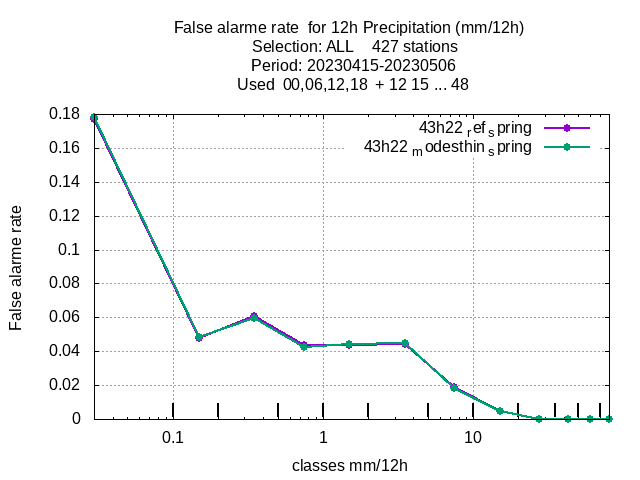 False alarme rate  for 12h Precipitation (mm/12h)
Selection: ALL    427 stations
Period: 20230415-20230506
Used  00,06,12,18  + 12 15 ... 48
43h22 ref spring
43h22 modesthin spring
0.18
0.16
0.14
0.12
0.1
0.08
0.06
0.04
0.02
0
False alarme rate
0.1
1
10
classes mm/12h